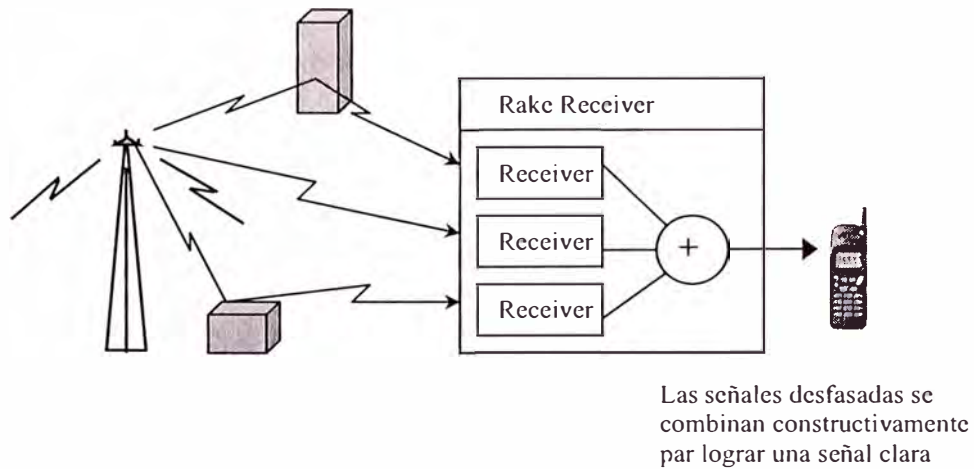 Rake Receiver
Receiver
Receiver
+
Receiver
Las señales desfasadas se
combinan constructivamente
par lograr una señal clara